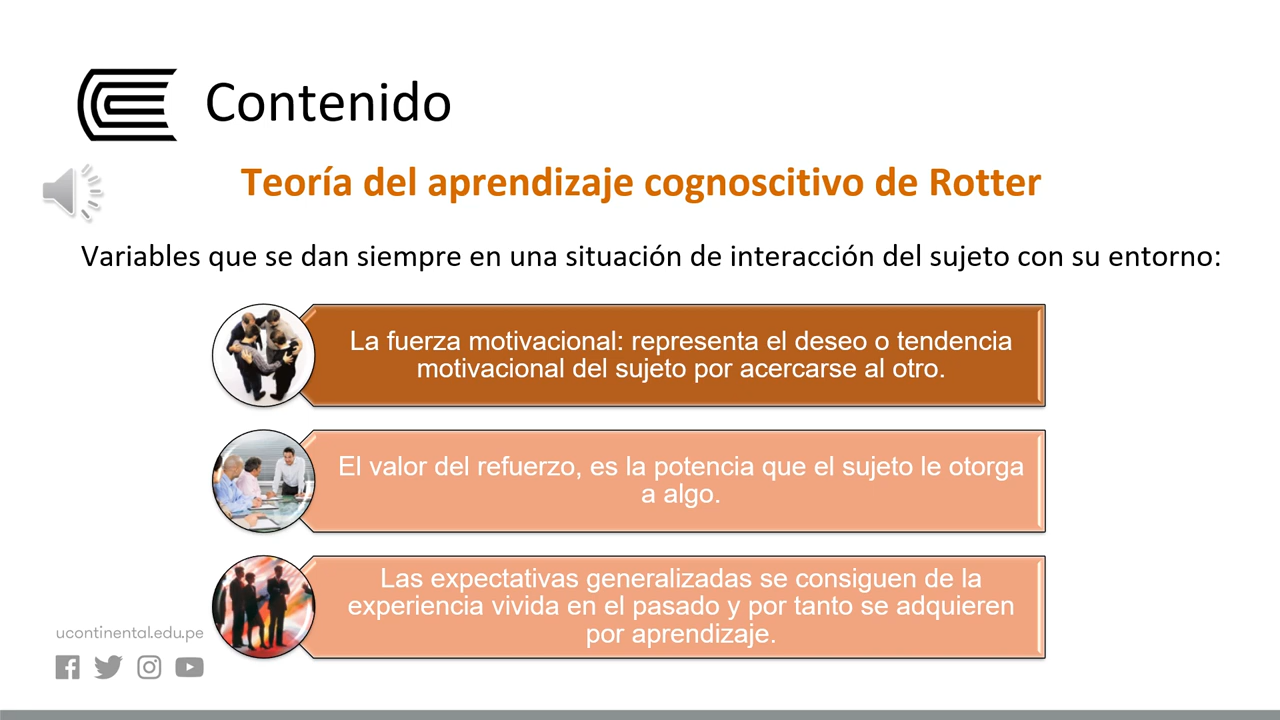 Contenido
Teoría del aprendizaje cognoscitivo de Rotter
Variables que se dan siempre en una situación de interacción del sujeto con su entorno:
La fuerza motivacional: representa el deseo o tendencia
motivacional del sujeto por acercarse al otro.
El valor del refuerzo, es la potencia que el sujeto le otorga
a algo.
Las expectativas generalizadas se consiguen de la
experiencia vivida en el pasado y por tanto se adquieren
por aprendizaje.
ucontinental.edu.pe